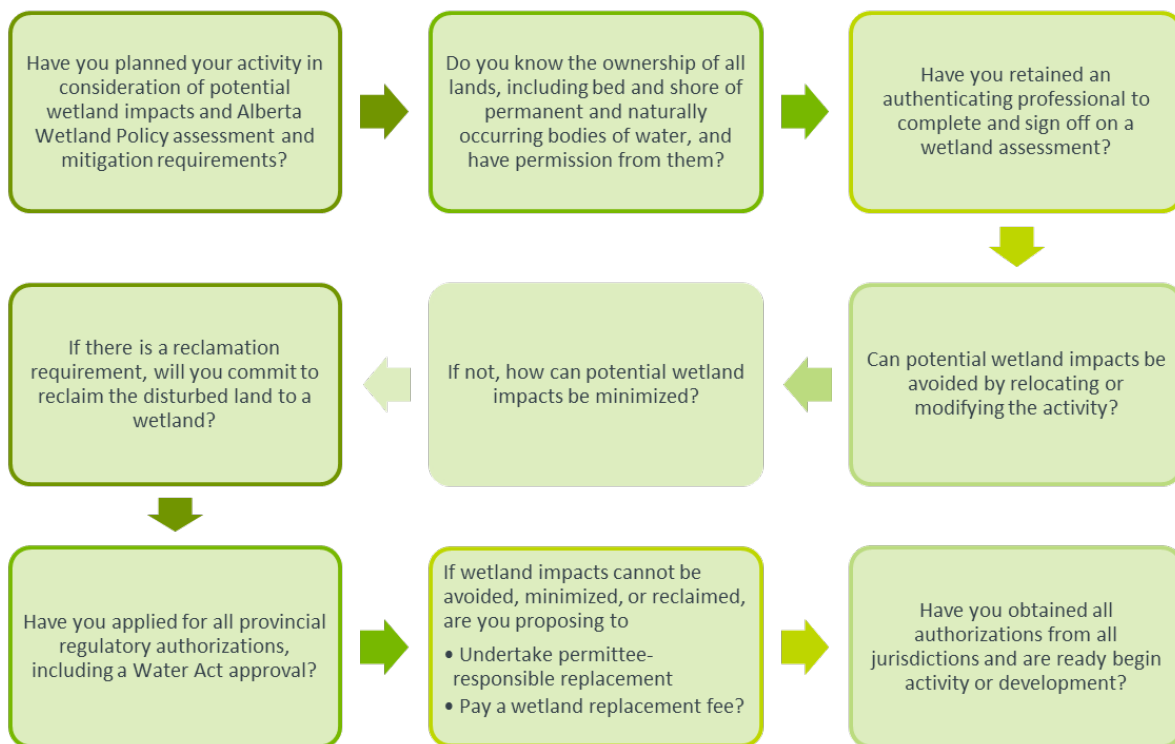 Have you planned your activity in
consideration of potential
wetland impacts and Alberta
Wetland Policy assessment and
mitigation requirements?
Do you know the ownership of all
lands, including bed and shore of
permanent and naturally
occurring bodies of water, and
have permission from them?
Have you retained an
authenticating professional to
complete and sign off on a
wetland assessment?
Can potential wetland impacts be
avoided by relocating or
modifying the activity?
If not, how can potential wetland
impacts be minimized?
If there is a reclamation
requirement, will you commit to
reclaim the disturbed land to a
wetland?
Have you applied for all provincial
regulatory authorizations,
including a Water Act approval?
If wetland impacts cannot be
avoided, minimized, or reclaimed,
are you proposing to
• Undertake permittee-
responsible replacement
• Pay a wetland replacement fee?
Have you obtained all
authorizations from all
jurisdictions and are ready begin
activity or development?